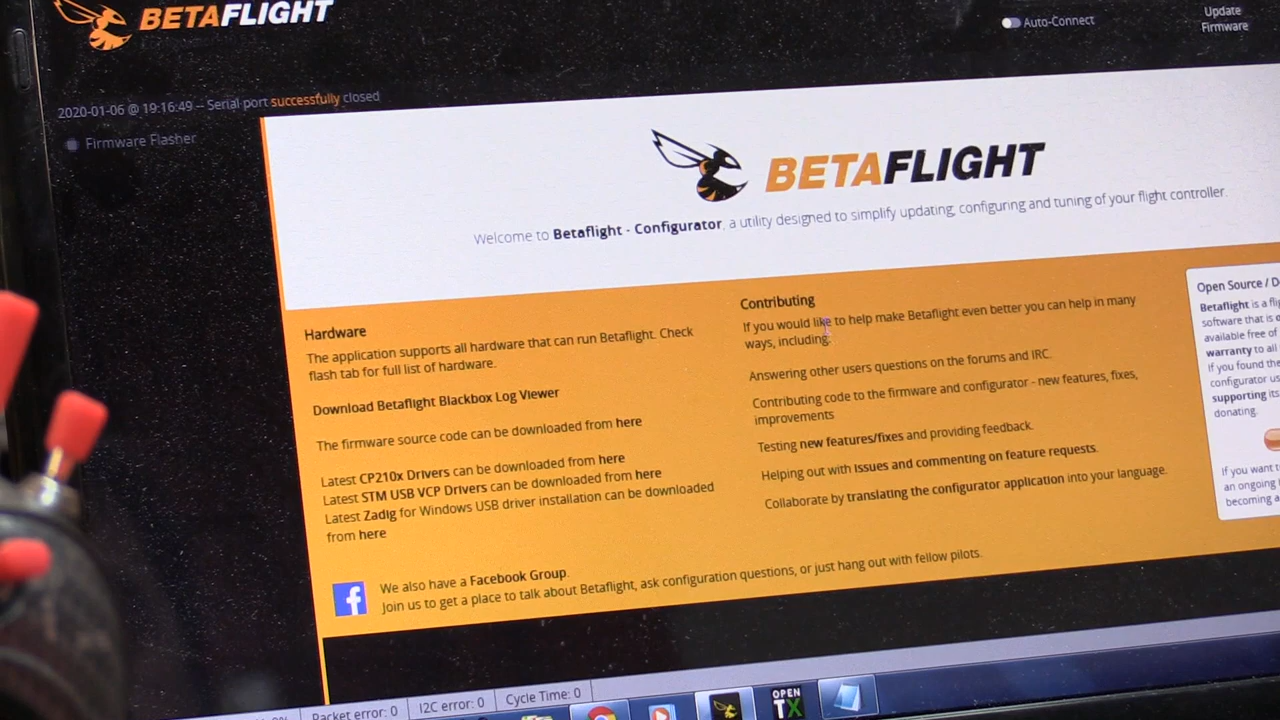 BETAFLIGHT
Auto-Connect
Update
Firmware
2020-01-06 @ 19:16:49 -- Serial port successfully closed
Firmware Flasher
BETAFLIGHT
Welcome to Betaflight - Configurator, a utility designed to simplify updating, configuring and tuning of your flight controller.
Hardware
The application supports all hardware that can run Betaflight. Check
flash tab for full list of hardware.
Download Betaflight Blackbox Log Viewer
The firmware source code can be downloaded from here
Latest CP210x Drivers can be downloaded from here
Latest STM USB VCP Drivers can be downloaded from here
Latest Zadig for Windows USB driver installation can be downloaded
from here
Contributing
If you would like to help make Betaflight even better you can help in many
ways, including:
Answering other users questions on the forums and IRC.
Contributing code to the firmware and configurator - new features, fixes,
improvements
Testing new features/fixes and providing feedback.
Helping out with issues and commenting on feature requests.
Collaborate by translating the configurator application into your language.
Open Source / D
Betaflight is a fli
software that is
available free of
warranty to all
If you found the
configurator us
supporting its
donating.
If you want t
an ongoing
becoming a
We also have a Facebook Group.
Join us to get a place to talk about Betaflight, ask configuration questions, or just hang out with fellow pilots.
Packet error: 0
I2C error: 0
Cycle Time: 0
OPEN
TX